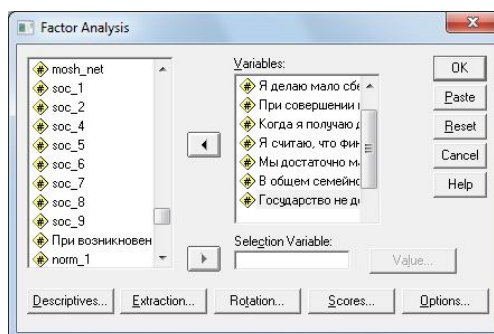 Factor Analysis
mosh_net
soc_1
soc_2
soc_4
soc_5
soc_6
soc_7
soc_8
soc_9
При возникновен
norm_1
Variables:
Я делаю мало сбе
При совершении
Когда я получаю
Я считаю, что фин
Мы достаточно
В общем семейно
Государство не
Selection Variable:
Value...
OK
Paste
Reset
Cancel
Help
Descriptives...
Extraction...
Rotation...
Scores...
Options...